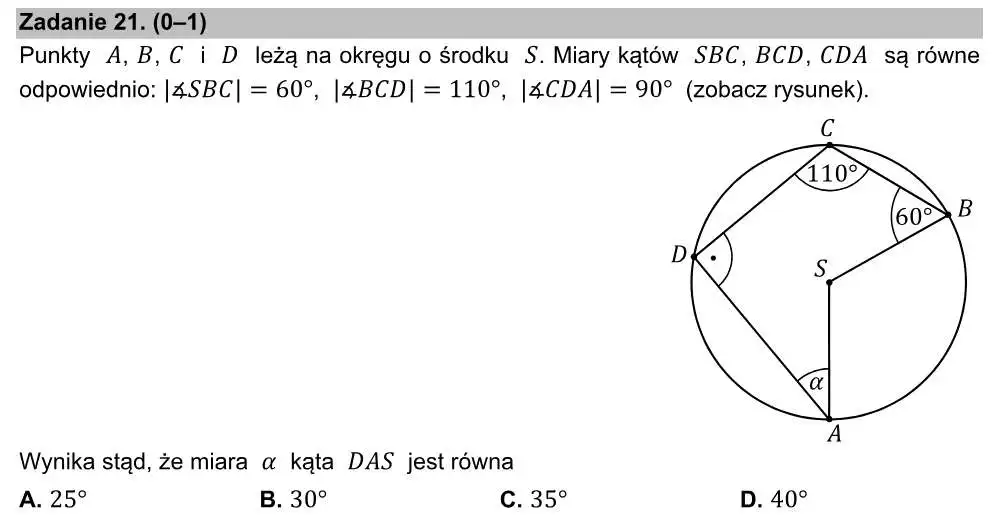 Zadanie 21. (0–1)
Punkty A, B, C i D leżą na okręgu o środku S. Miary kątów SBC, BCD, CDA są równe
odpowiednio: |∡SBC| = 60°, |∡BCD| = 110°, |∡CDA| = 90° (zobacz rysunek).
C
110°
B
60°
D
S
α
A
Wynika stąd, że miara α kąta DAS jest równa
A. 25° B. 30° C. 35° D. 40°